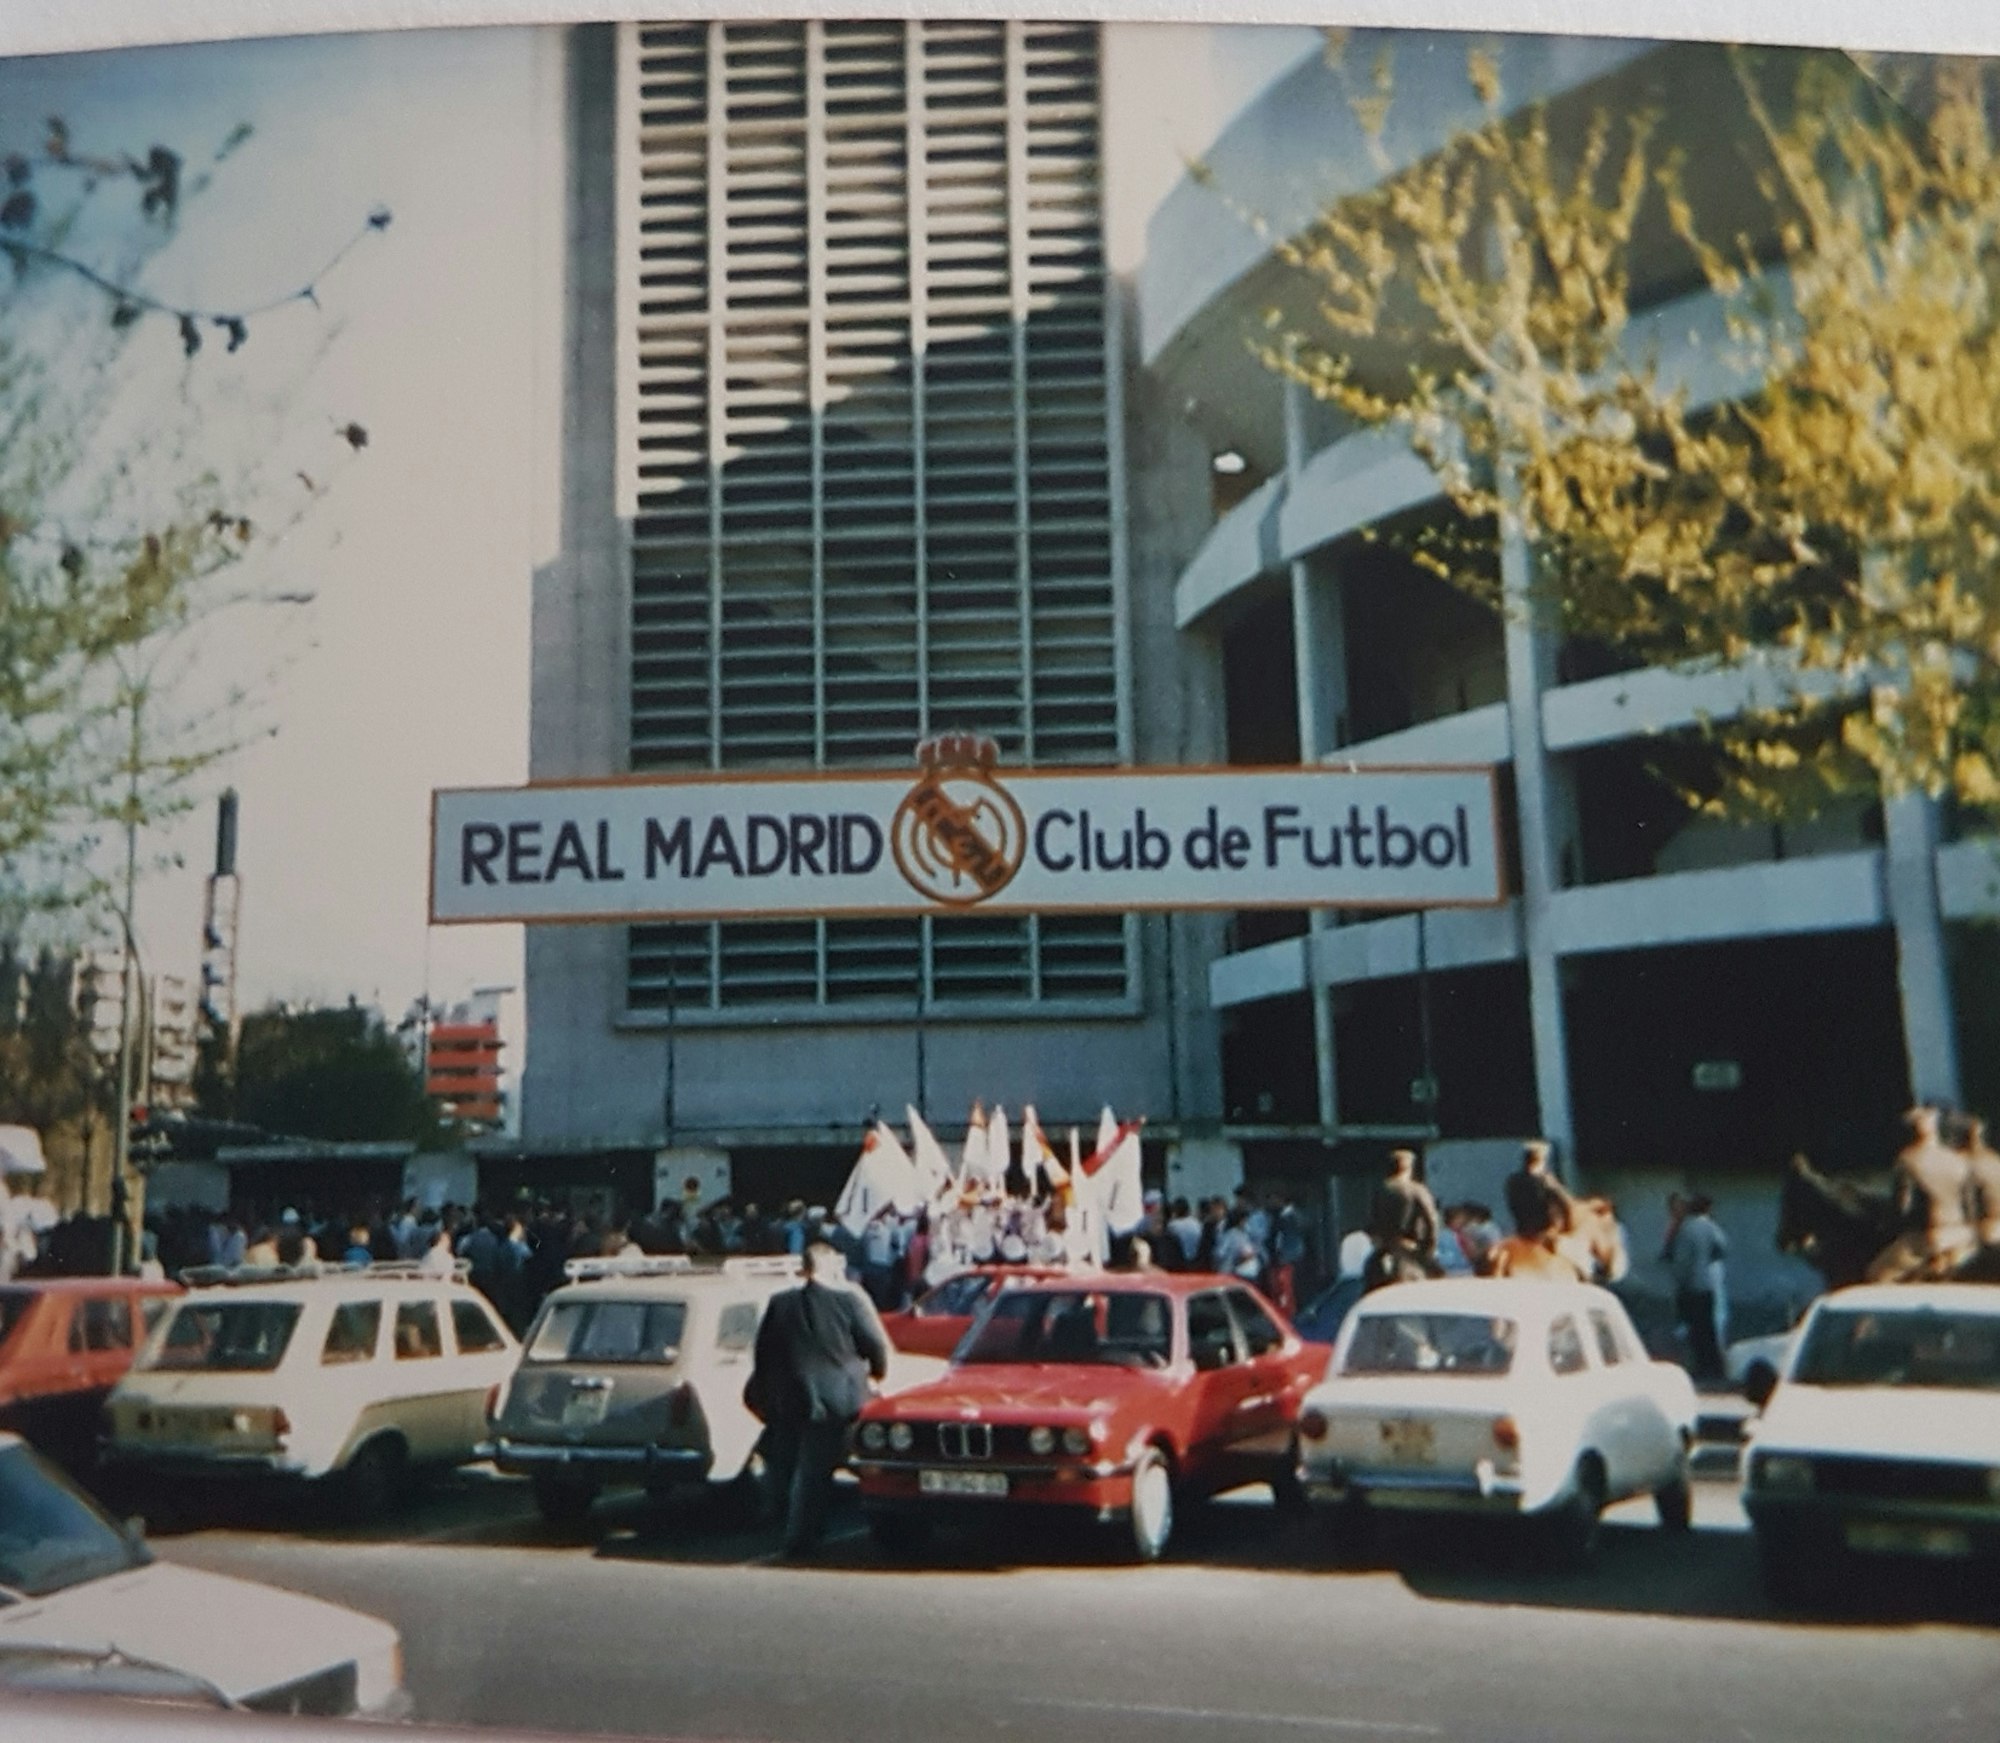 REAL MADRID Club de Futbol